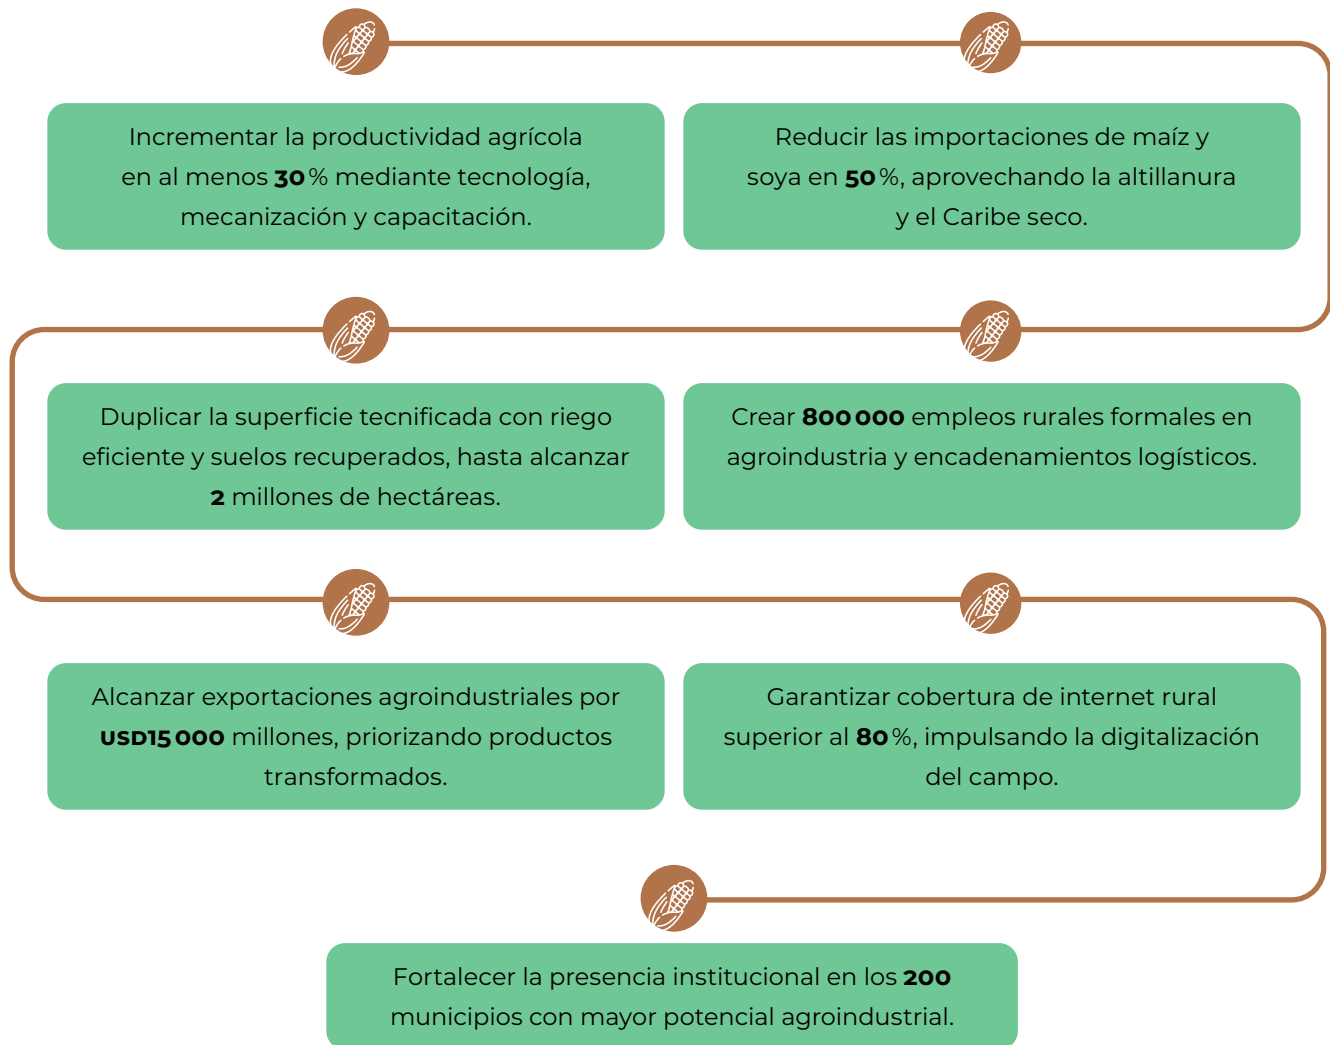 Incrementar la productividad agrícola
en al menos 30 % mediante tecnología,
mecanización y capacitación.
Reducir las importaciones de maíz y
soya en 50 %, aprovechando la altillanura
y el Caribe seco.
Duplicar la superficie tecnificada con riego
eficiente y suelos recuperados, hasta alcanzar
2 millones de hectáreas.
Crear 800 000 empleos rurales formales en
agroindustria y encadenamientos logísticos.
Alcanzar exportaciones agroindustriales por
USD15 000 millones, priorizando productos
transformados.
Garantizar cobertura de internet rural
superior al 80 %, impulsando la digitalización
del campo.
Fortalecer la presencia institucional en los 200
municipios con mayor potencial agroindustrial.